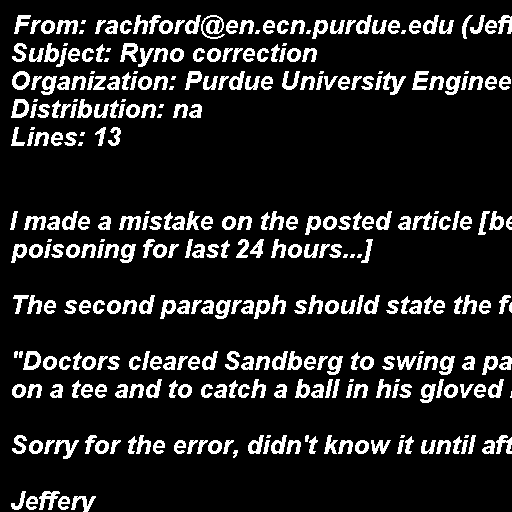 From: rachford@en.ecn.purdue.edu (Jeff
Subject: Ryno correction
Organization: Purdue University Enginee
Distribution: na
Lines: 13
I made a mistake on the posted article [be
poisoning for last 24 hours...]
The second paragraph should state the fo
"Doctors cleared Sandberg to swing a pa
on a tee and to catch a ball in his gloved
Sorry for the error, didn't know it until aft
Jeffery